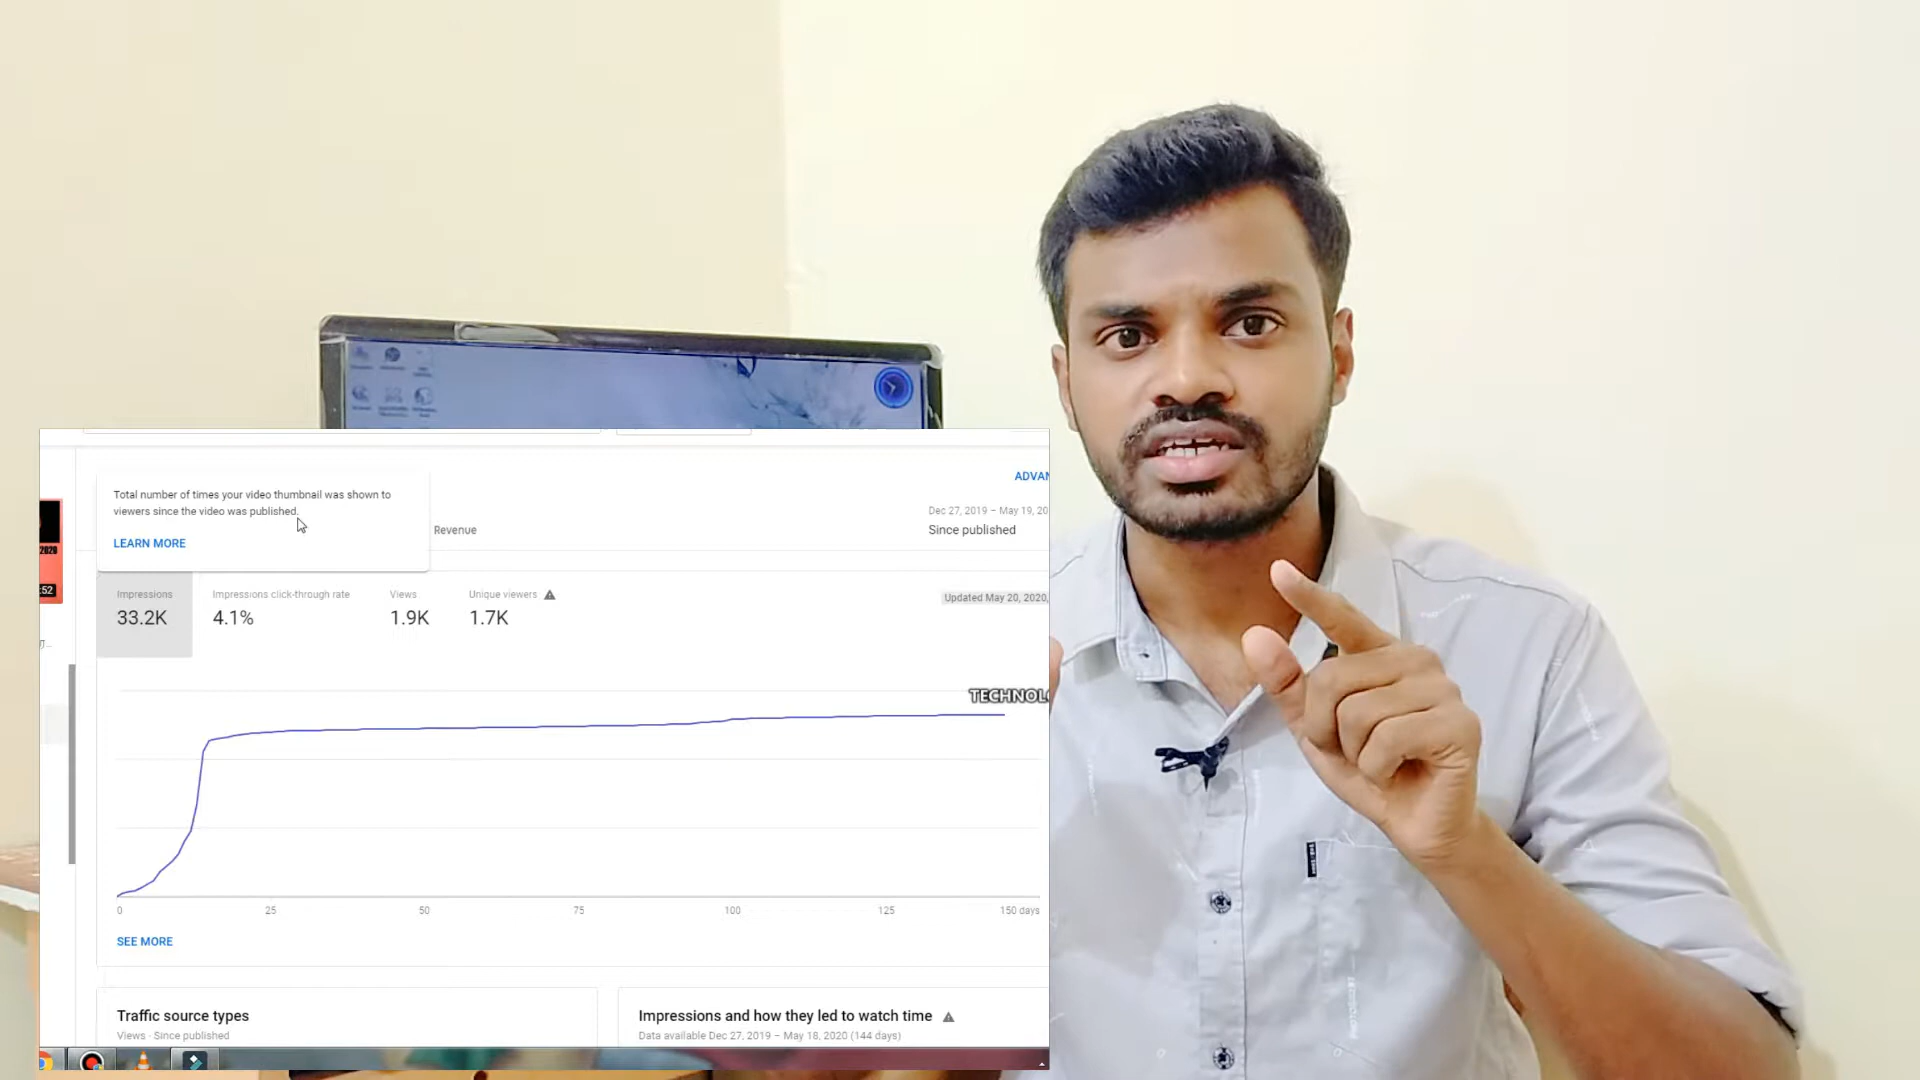 ADVAN
Total number of times your video thumbnail was shown to
viewers since the video was published.
LEARN MORE
Revenue
Dec 27, 2019 – May 19, 20
Since published
2020
:52
Impressions
33.2K
Impressions click-through rate
4.1%
Views
1.9K
Unique viewers
1.7K
Updated May 20, 2020,
TECHNOLO
0 25 50 75 100 125 150 days
SEE MORE
Traffic source types
Views · Since published
Impressions and how they led to watch time
Data available Dec 27, 2019 – May 18, 2020 (144 days)